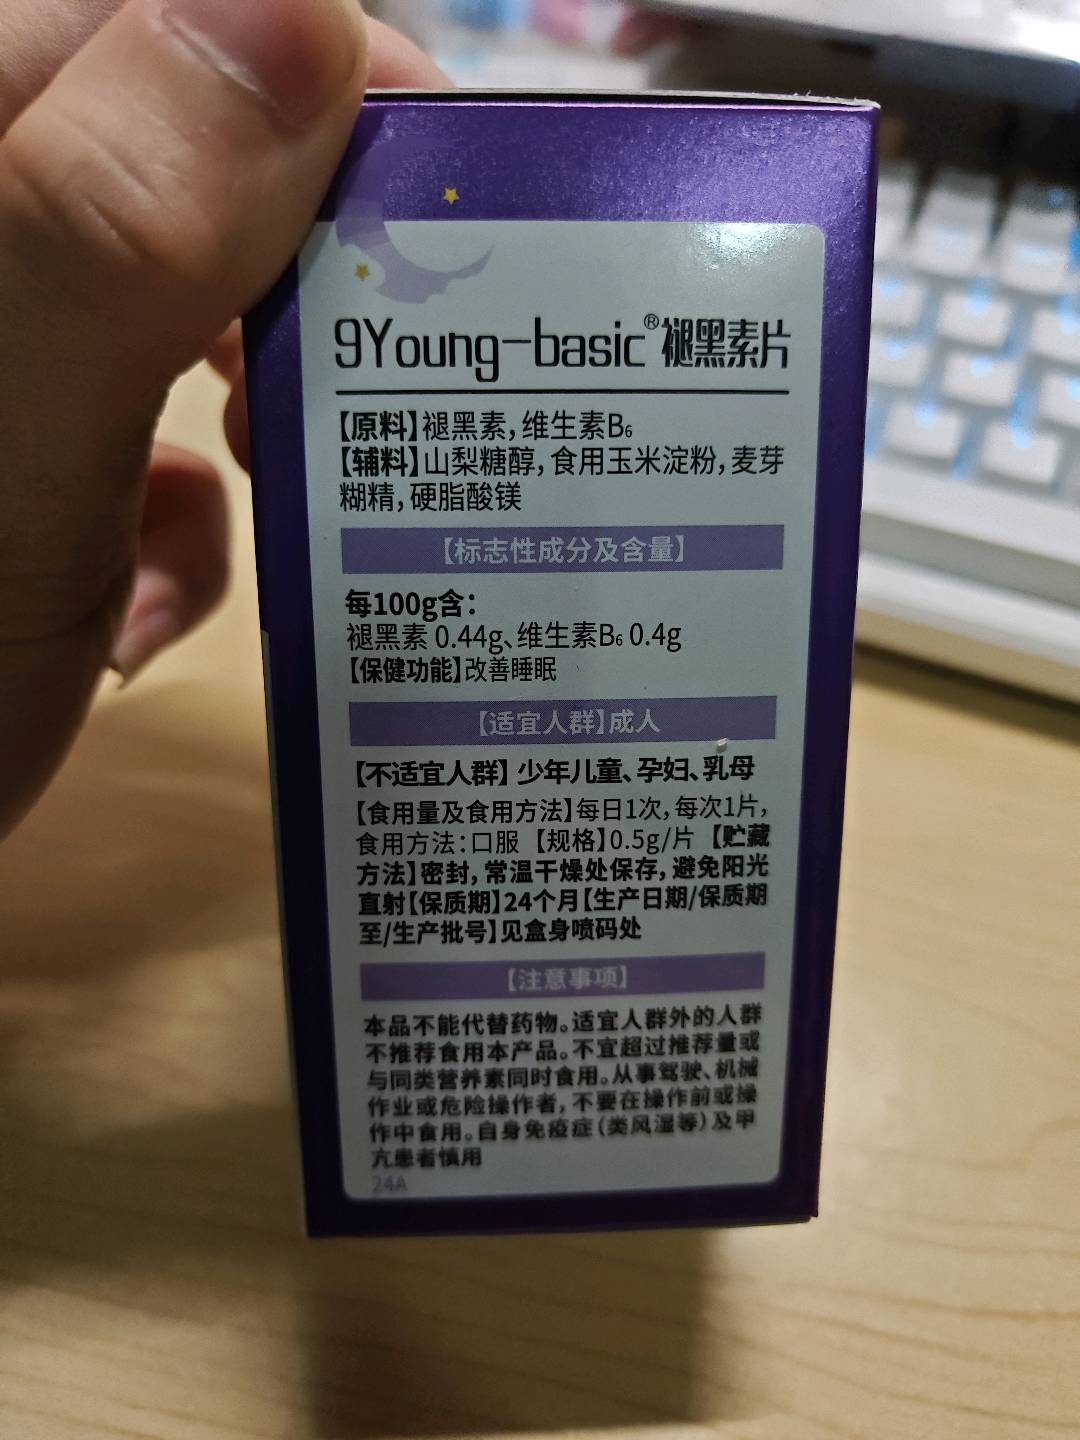 9Young-basic®褪黑素片
【原料】褪黑素，维生素B₆
【辅料】山梨糖醇，食用玉米淀粉，麦芽
糊精，硬脂酸镁
【标志性成分及含量】
每100g含：
褪黑素 0.44g、维生素B₆ 0.4g
【保健功能】改善睡眠
【适宜人群】成人
【不适宜人群】少年儿童、孕妇、乳母
【食用量及食用方法】每日1次，每次1片，
食用方法：口服 【规格】0.5g/片 【贮藏
方法】密封，常温干燥处保存，避免阳光
直射【保质期】24个月【生产日期/保质期
至/生产批号】见盒身喷码处
【注意事项】
本品不能代替药物。适宜人群外的人群
不推荐食用本产品。不宜超过推荐量或
与同类营养素同时食用。从事驾驶、机械
作业或危险操作者，不要在操作前或操
作中食用。自身免疫症（类风湿等）及甲
亢患者慎用
24A